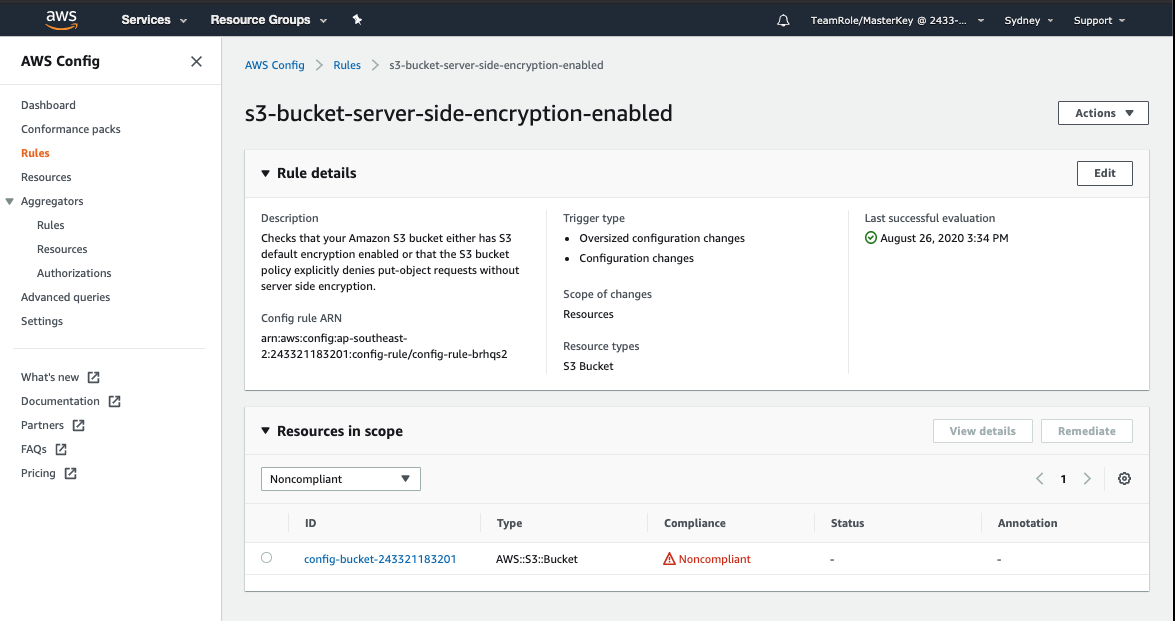 aws Services Resource Groups TeamRole/MasterKey @ 2433-... Sydney Support
AWS Config
Dashboard
Conformance packs
Rules
Resources
Aggregators
Rules
Resources
Authorizations
Advanced queries
Settings
What's new
Documentation
Partners
FAQs
Pricing
AWS Config Rules s3-bucket-server-side-encryption-enabled
s3-bucket-server-side-encryption-enabled
Actions
Rule details
Edit
Description
Checks that your Amazon S3 bucket either has S3
default encryption enabled or that the S3 bucket
policy explicitly denies put-object requests without
server side encryption.
Config rule ARN
arn:aws:config:ap-southeast-
2:243321183201:config-rule/config-rule-brhqs2
Trigger type
Oversized configuration changes
Configuration changes
Scope of changes
Resources
Resource types
S3 Bucket
Last successful evaluation
August 26, 2020 3:34 PM
Resources in scope
View details Remediate
Noncompliant
1
ID Type Compliance Status Annotation
config-bucket-243321183201 AWS::S3::Bucket Noncompliant - -